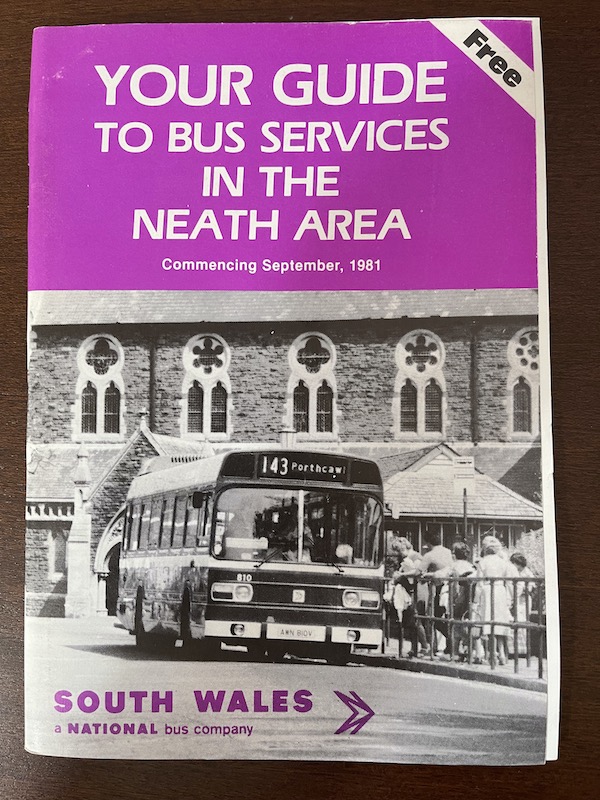 Free
YOUR GUIDE
TO BUS SERVICES
IN THE
NEATH AREA
Commencing September, 1981
143 Porthcawl
810
AWN 810V
SOUTH WALES
a NATIONAL bus company